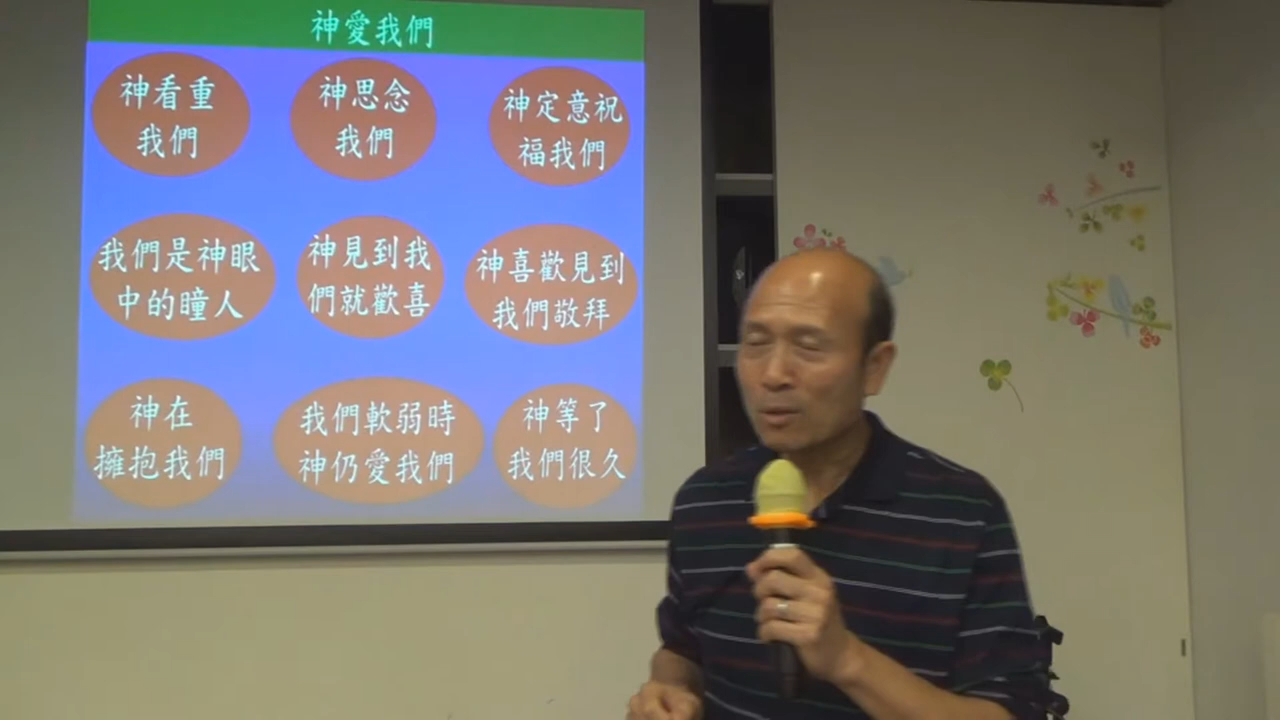 神愛我們
神看重
我們
神思念
我們
神定意祝
福我們
我們是神眼
中的瞳人
神見到我
們就歡喜
神喜歡見到
我們敬拜
神在
擁抱我們
我們軟弱時
神仍愛我們
神等了
我們很久